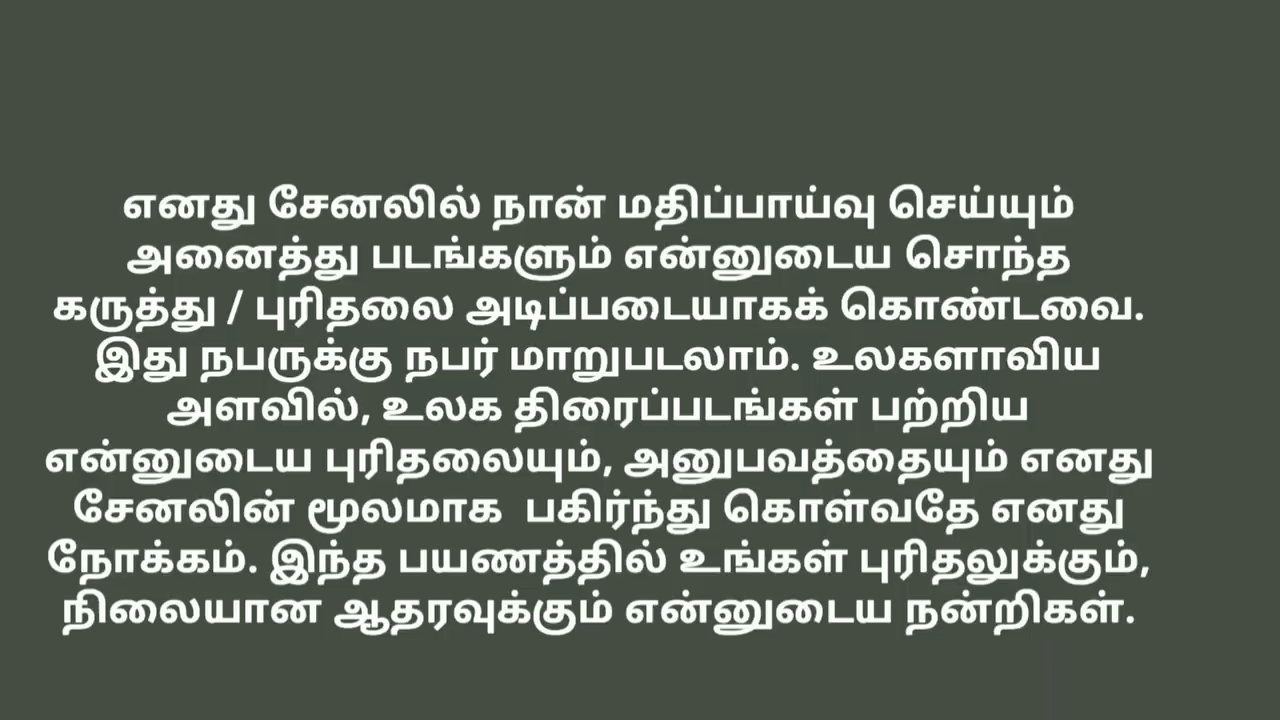 எனது சேனலில் நான் மதிப்பாய்வு செய்யும்
அனைத்து படங்களும் என்னுடைய சொந்த
கருத்து / புரிதலை அடிப்படையாகக் கொண்டவை.
இது நபருக்கு நபர் மாறுபடலாம். உலகளாவிய
அளவில், உலக திரைப்படங்கள் பற்றிய
என்னுடைய புரிதலையும், அனுபவத்தையும் எனது
சேனலின் மூலமாக பகிர்ந்து கொள்வதே எனது
நோக்கம். இந்த பயணத்தில் உங்கள் புரிதலுக்கும்,
நிலையான ஆதரவுக்கும் என்னுடைய நன்றிகள்.